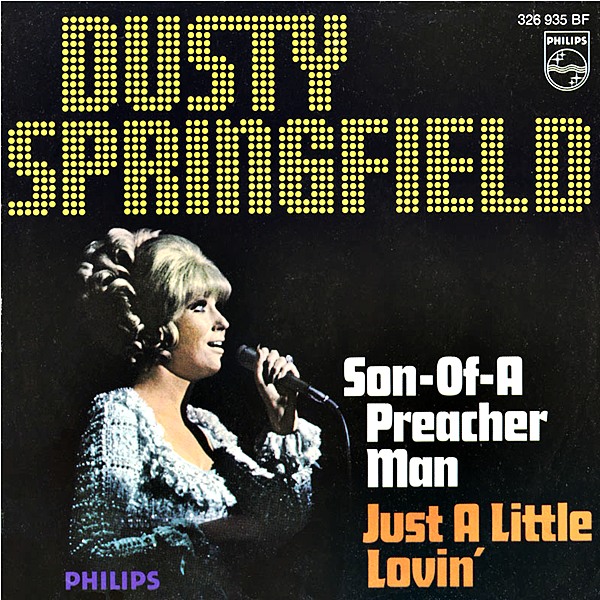 326 935 BF
PHILIPS
DUSTY
SPRINGFIELD
Son-Of-A
Preacher
Man
Just A Little
Lovin'
PHILIPS